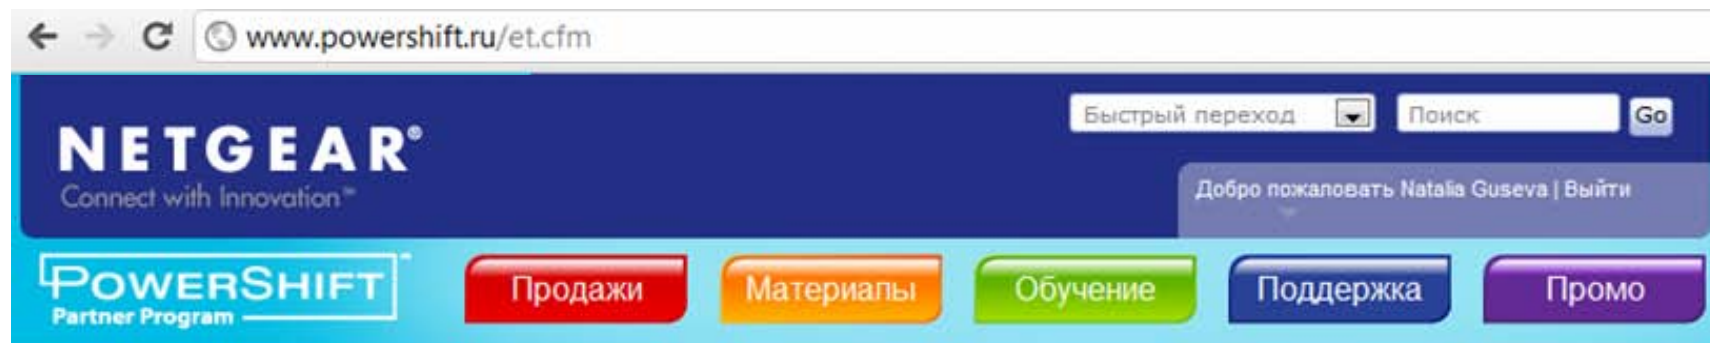 www.powershift.ru/et.cfm
Быстрый переход
Поиск
Go
NETGEAR®
Connect with Innovation™
Добро пожаловать Natalia Guseva | Выйти
POWERSHIFT™
Partner Program
Продажи
Материалы
Обучение
Поддержка
Промо